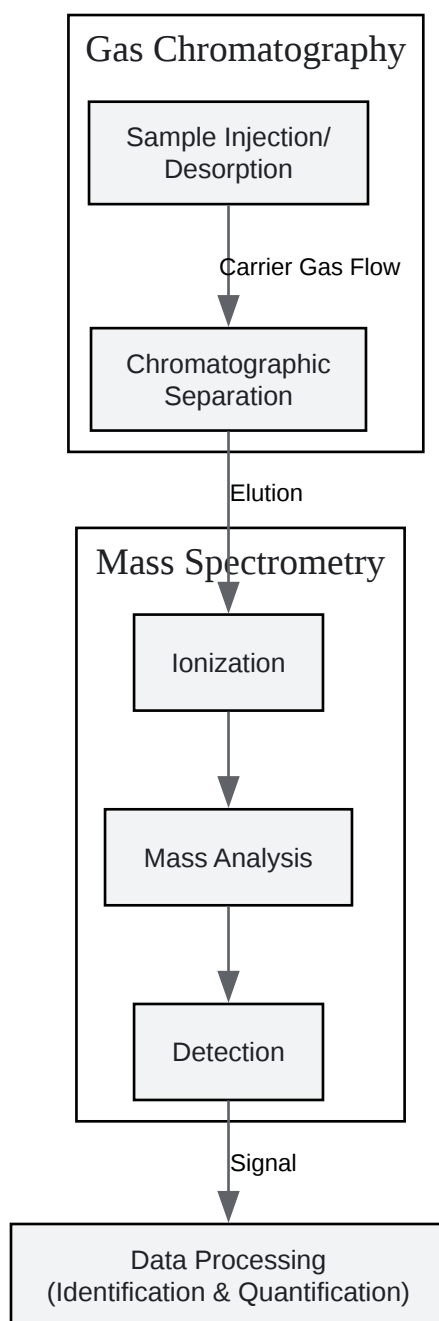 Gas Chromatography
Sample Injection/
Desorption
Carrier Gas Flow
Chromatographic
Separation
Elution
Mass Spectrometry
Ionization
Mass Analysis
Detection
Signal
Data Processing
(Identification & Quantification)